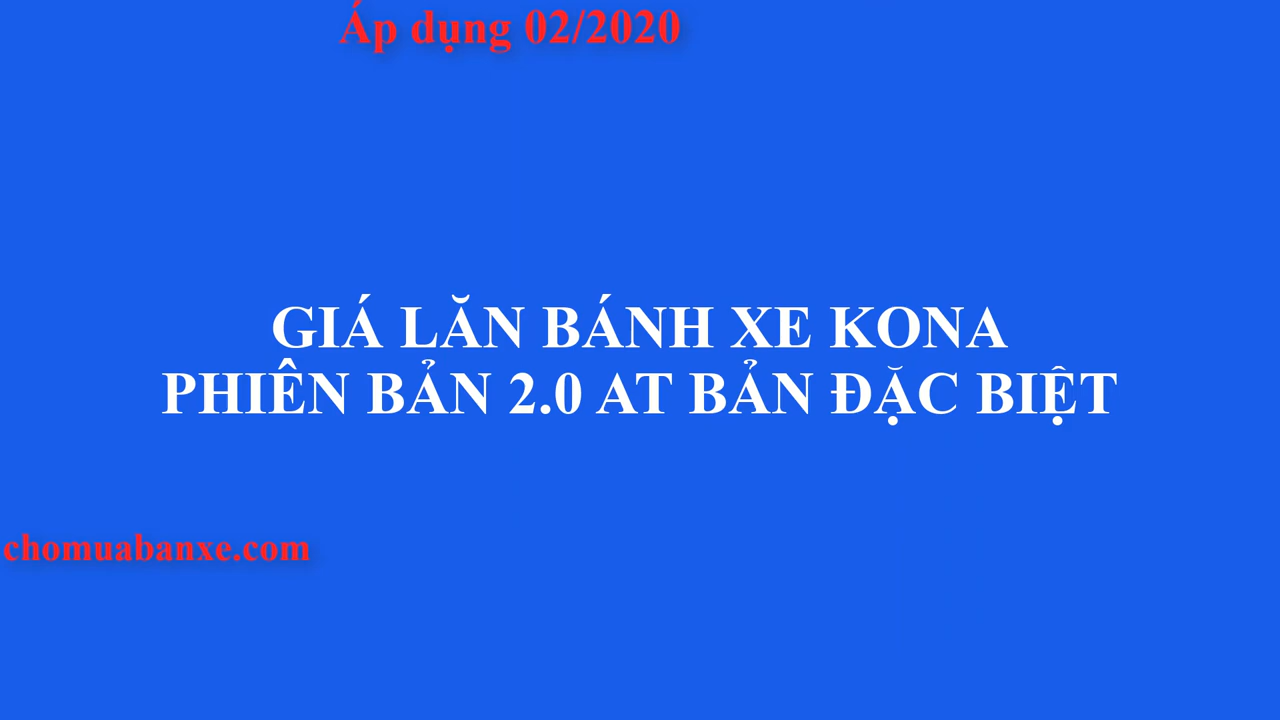 Áp dụng 02/2020
GIÁ LĂN BÁNH XE KONA
PHIÊN BẢN 2.0 AT BẢN ĐẶC BIỆT
chomuabanxe.com